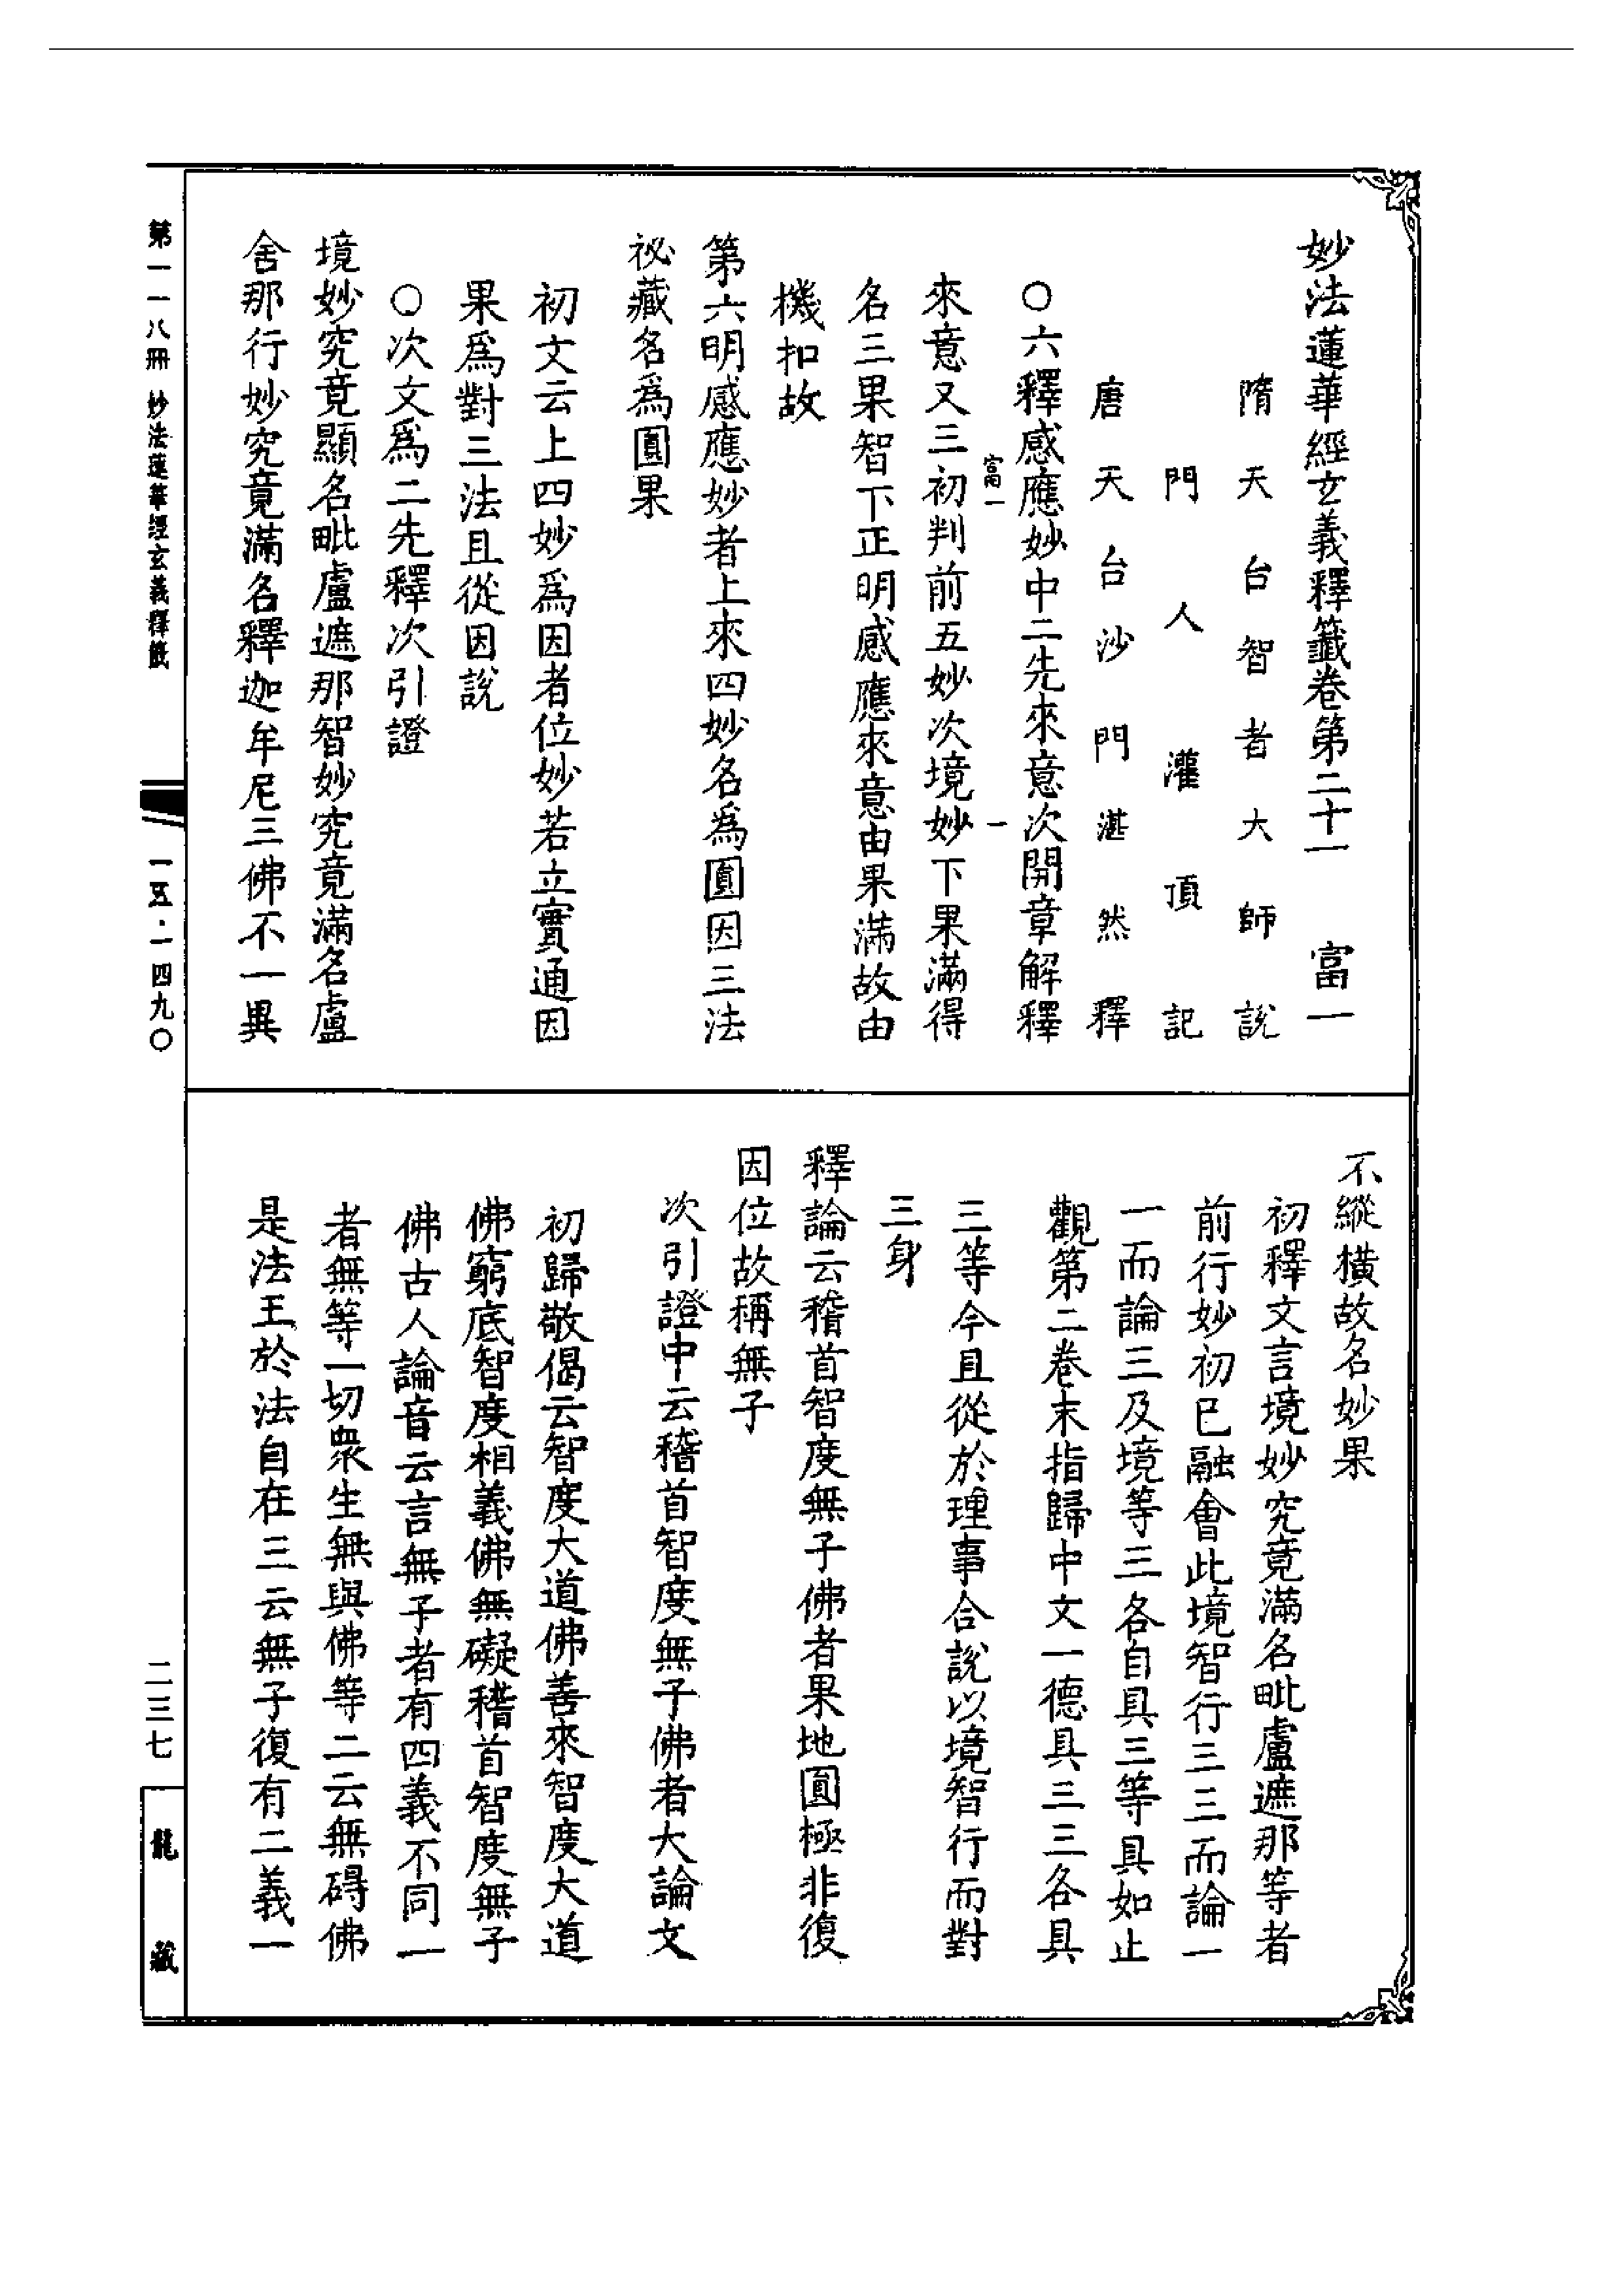 妙法蓮華經玄義釋籤卷第二十一 富一
隋天台智者大師說
門人灌頂記
唐天台沙門湛然釋
○六釋感應妙中二先來意次開章解釋
富一 一
來意又三初判前五妙次境妙下果滿得
名三果智下正明感應來意由果滿故由
機扣故
第六明感應妙者上來四妙名爲圓因三法
祕藏名爲圓果
初文云上四妙爲因者位妙若立實通因
果爲對三法且從因說
○次文爲二先釋次引證
境妙究竟顯名毗盧遮那智妙究竟滿名盧
舍那行妙究竟滿名釋迦牟尼三佛不一異
不縱橫故名妙果
初釋文言境妙究竟滿名毗盧遮那等者
前行妙初已融會此境智行三三而論一
一而論三及境等三各自具三等具如止
觀第二卷末指歸中文一德具三三各具
三等今且從於理事合說以境智行而對
三身
釋論云稽首智度無子佛者果地圓極非復
因位故稱無子
次引證中云稽首智度無子佛者大論文
初歸敬偈云智度大道佛善來智度大道
佛窮底智度相義佛無礙稽首智度無子
佛古人論音云言無子者有四義不同一
者無等一切衆生無與佛等二云無碍佛
是法王於法自在三云無子復有二義一
第一一八冊 妙法蓮華經玄義釋籤
一五·一四九〇
二三七
龍藏